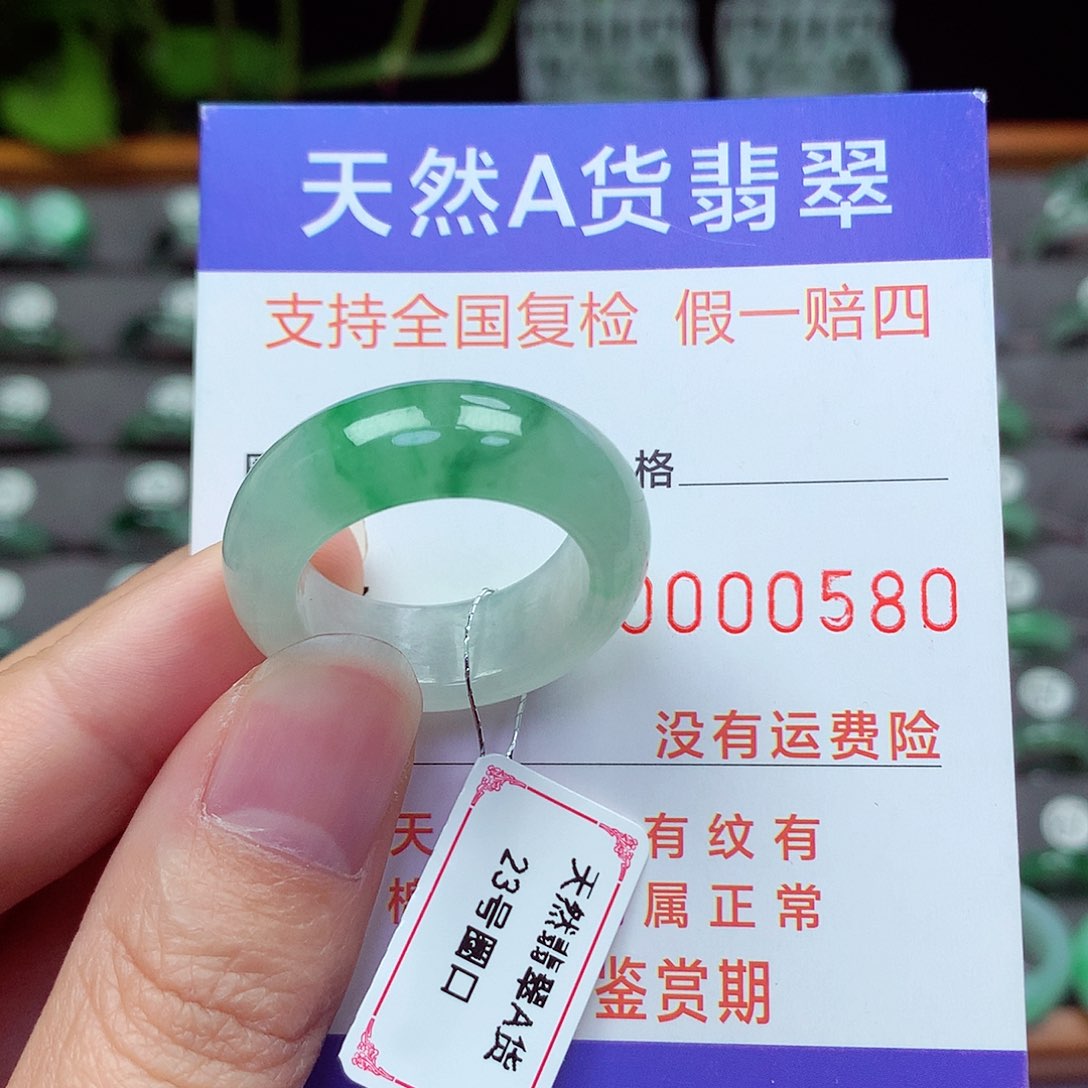 天然A货翡翠
支持全国复检 假一赔四
格
0000580
没有运费险
天 有纹有
属正常
鉴赏期
天然翡翠A货
23号圈口